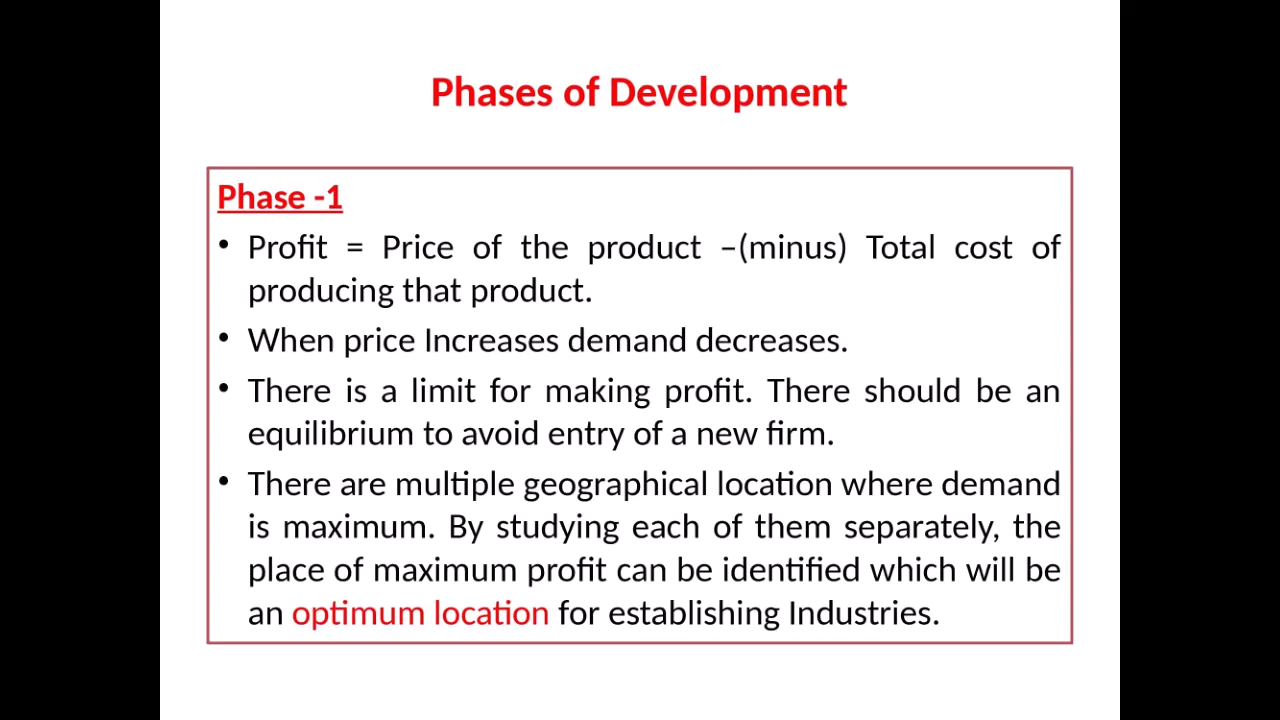 Phases of Development
Phase -1
• Profit = Price of the product –(minus) Total cost of
producing that product.
• When price Increases demand decreases.
• There is a limit for making profit. There should be an
equilibrium to avoid entry of a new firm.
• There are multiple geographical location where demand
is maximum. By studying each of them separately, the
place of maximum profit can be identified which will be
an optimum location for establishing Industries.